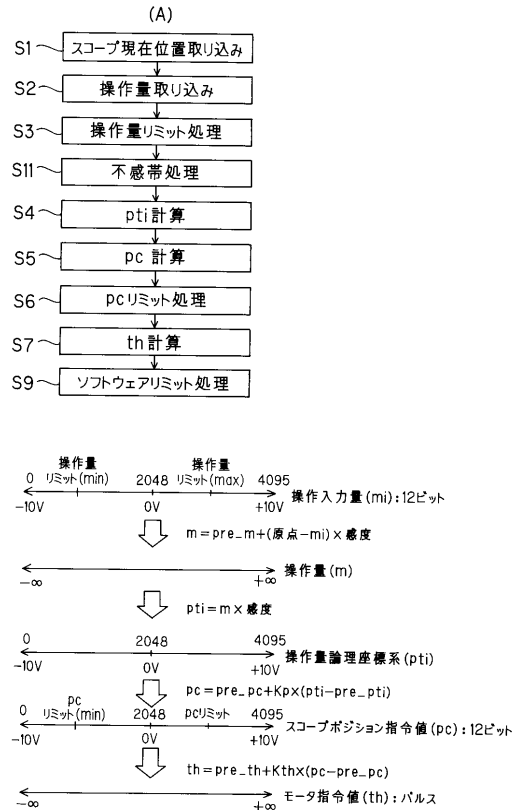 (A)
S1 スコープ現在位置取り込み
S2 操作量取り込み
S3 操作量リミット処理
S11 不感帯処理
S4 pti計算
S5 pc計算
S6 pcリミット処理
S7 th計算
S9 ソフトウェアリミット処理
操作量 操作量
0 リミット(min) 2048 リミット(max) 4095
操作入力量(mi):12ビット
-10V 0V +10V
m=pre_m+(原点-mi)×感度
操作量(m)
-∞ +∞
pti=m×感度
0 2048 4095
操作量論理座標系(pti)
-10V 0V +10V
pc=pre_pc+Kp×(pti-pre_pti)
pc
0 リミット(min) 2048 pcリミット 4095
スコープポジション指令値(pc):12ビット
-10V 0V +10V
th=pre_th+Kth×(pc-pre_pc)
-∞ +∞ モータ指令値(th):パルス